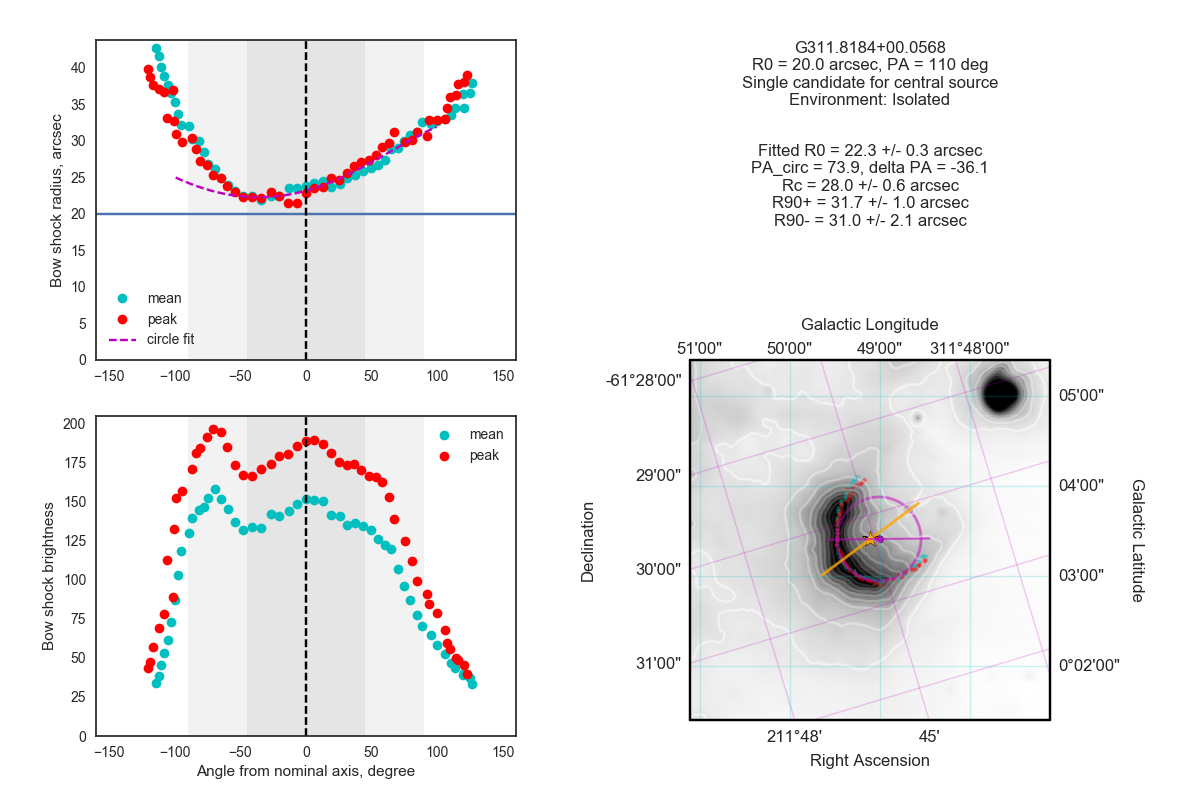 40
35
30
25
20
15
10
5
0
Bow shock radius, arcsec
mean
peak
circle fit
−150 −100 −50 0 50 100 150
200
175
150
125
100
75
50
25
0
Bow shock brightness
mean
peak
−150 −100 −50 0 50 100 150
Angle from nominal axis, degree
G311.8184+00.0568
R0 = 20.0 arcsec, PA = 110 deg
Single candidate for central source
Environment: Isolated
Fitted R0 = 22.3 +/- 0.3 arcsec
PA_circ = 73.9, delta PA = -36.1
Rc = 28.0 +/- 0.6 arcsec
R90+ = 31.7 +/- 1.0 arcsec
R90- = 31.0 +/- 2.1 arcsec
Galactic Longitude
51'00" 50'00" 49'00" 311°48'00"
-61°28'00"
29'00"
30'00"
31'00"
Declination
05'00"
04'00"
03'00"
0°02'00"
Galactic Latitude
211°48' 45'
Right Ascension